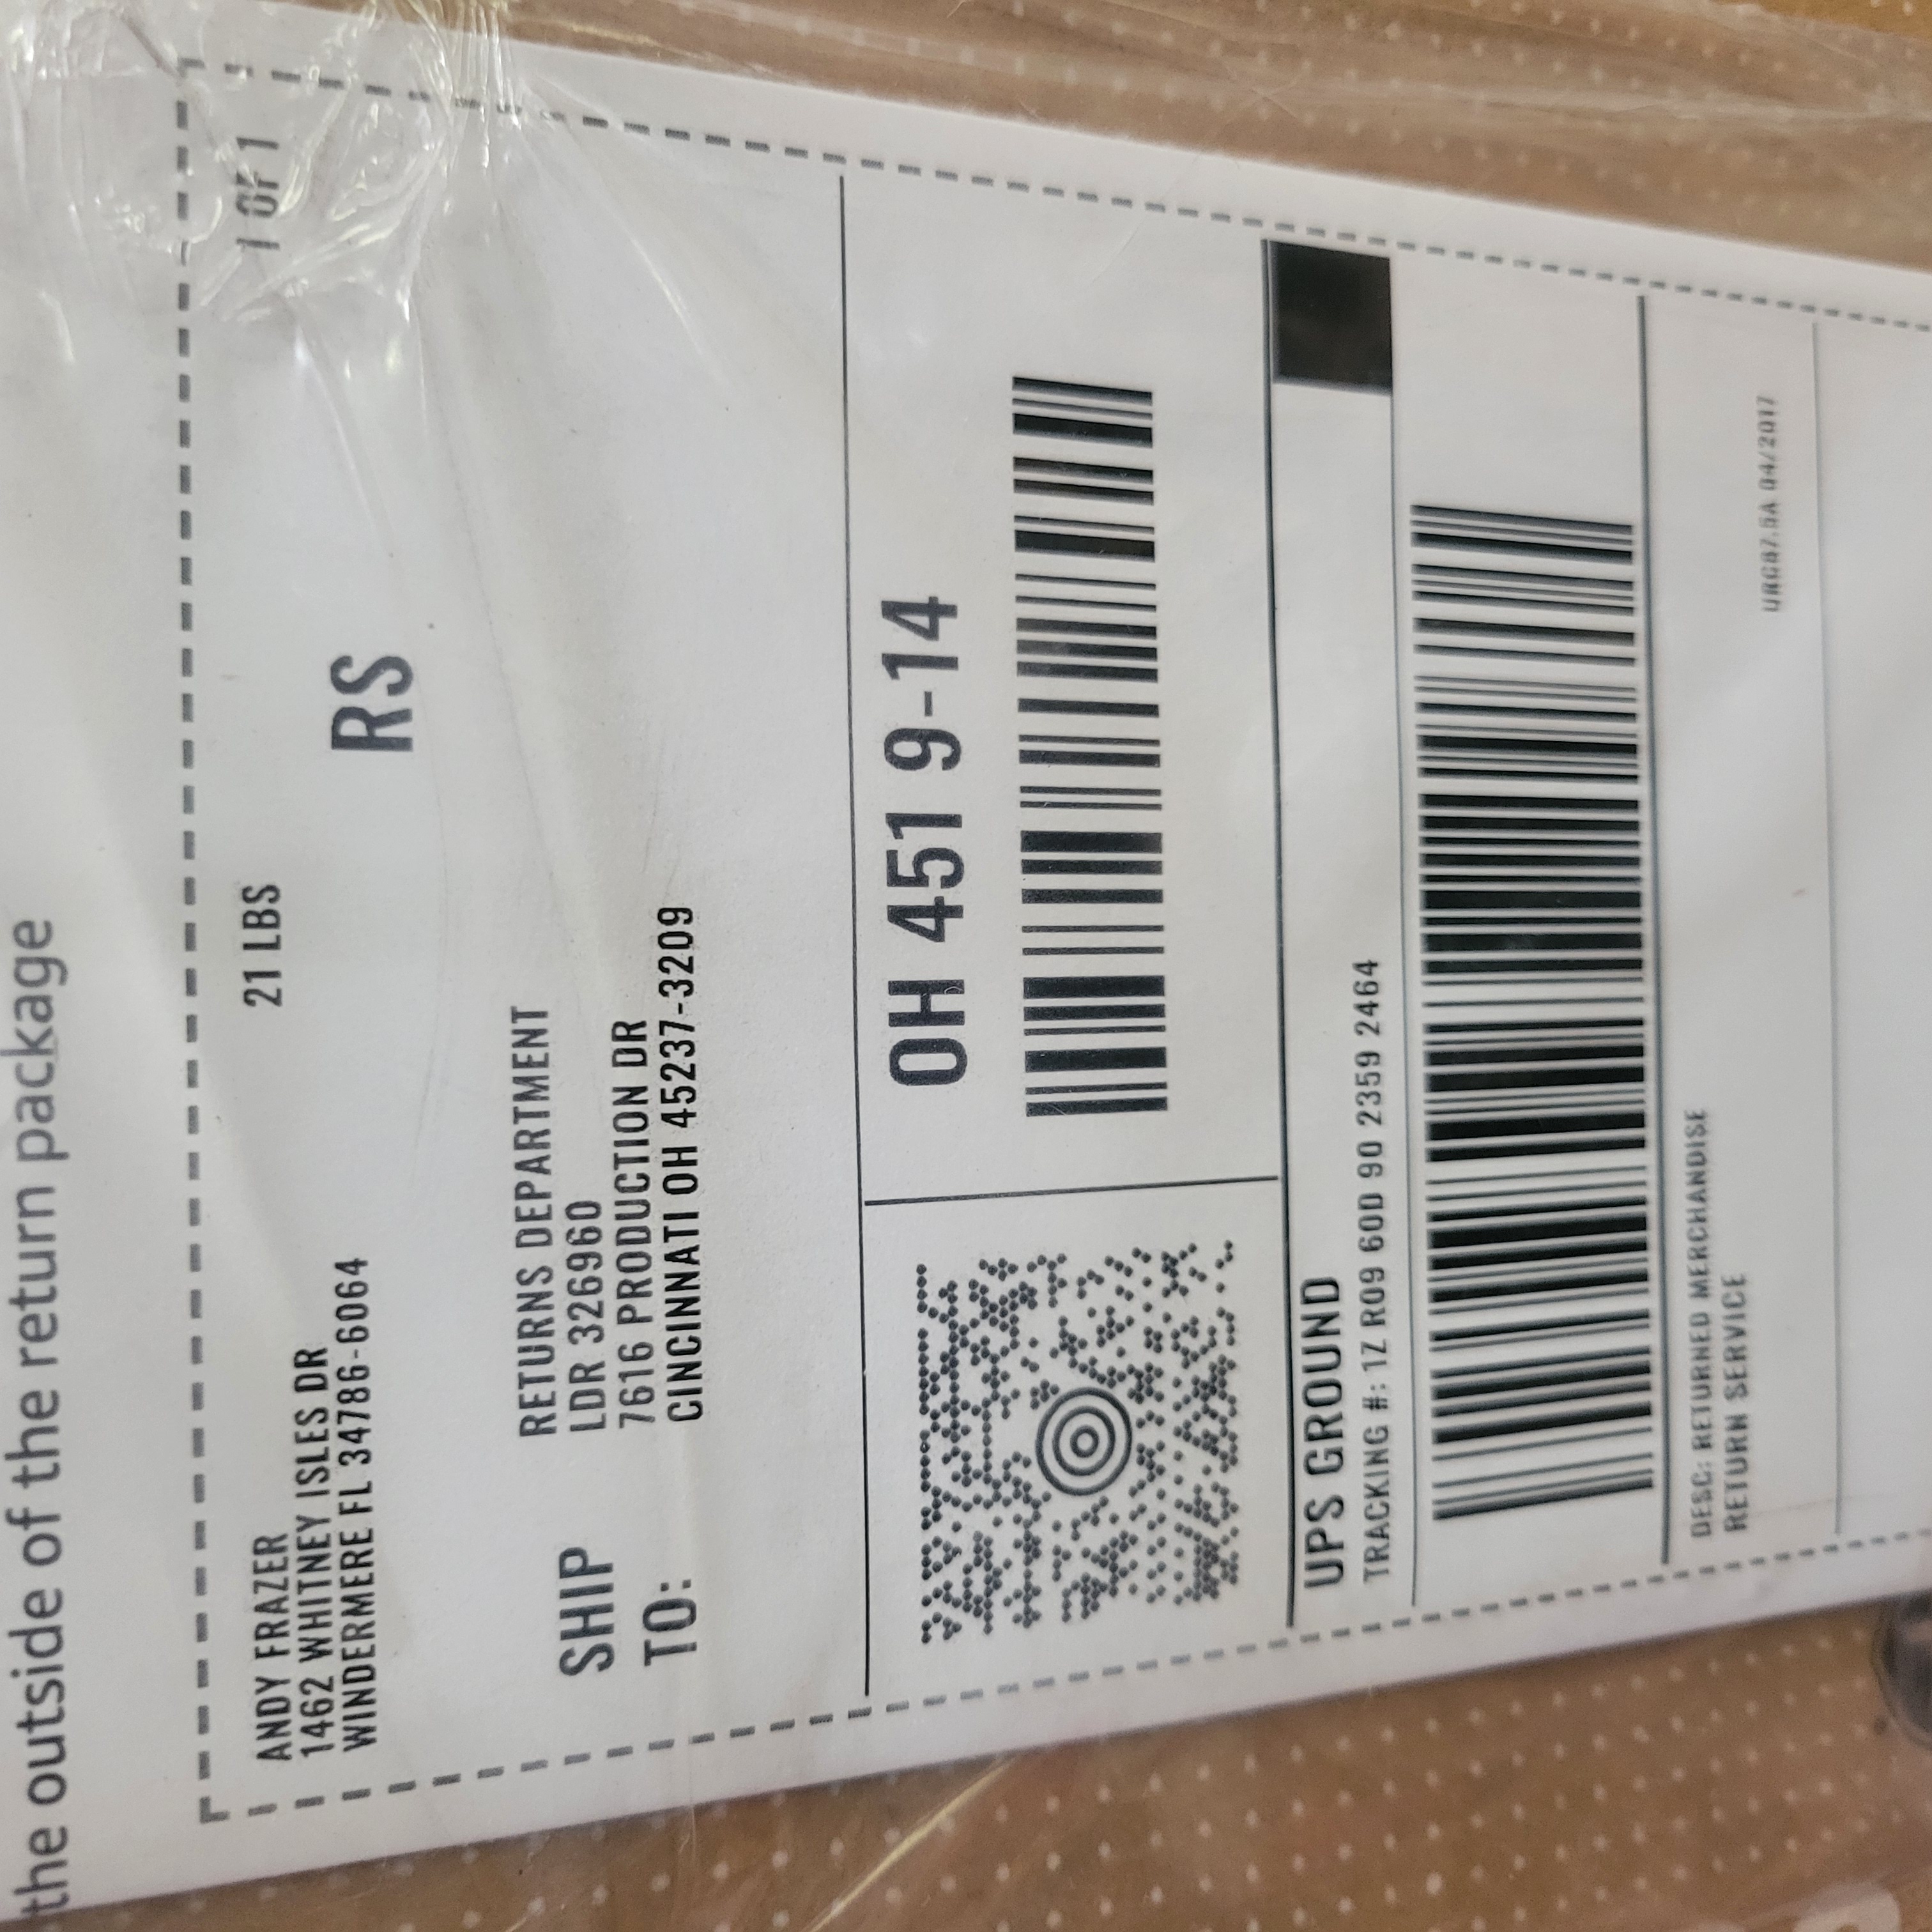 the outside of the return package
1 OF 1
21 LBS
ANDY FRAZER
1462 WHITNEY ISLES DR
WINDERMERE FL 34786-6064
RS
SHIP
TO:
RETURNS DEPARTMENT
LDR 326960
7616 PRODUCTION DR
CINCINNATI OH 45237-3209
OH 451 9-14
UPS GROUND
TRACKING #: 1Z R09 60D 90 2359 2464
DESC: RETURNED MERCHANDISE
RETURN SERVICE
04/2017